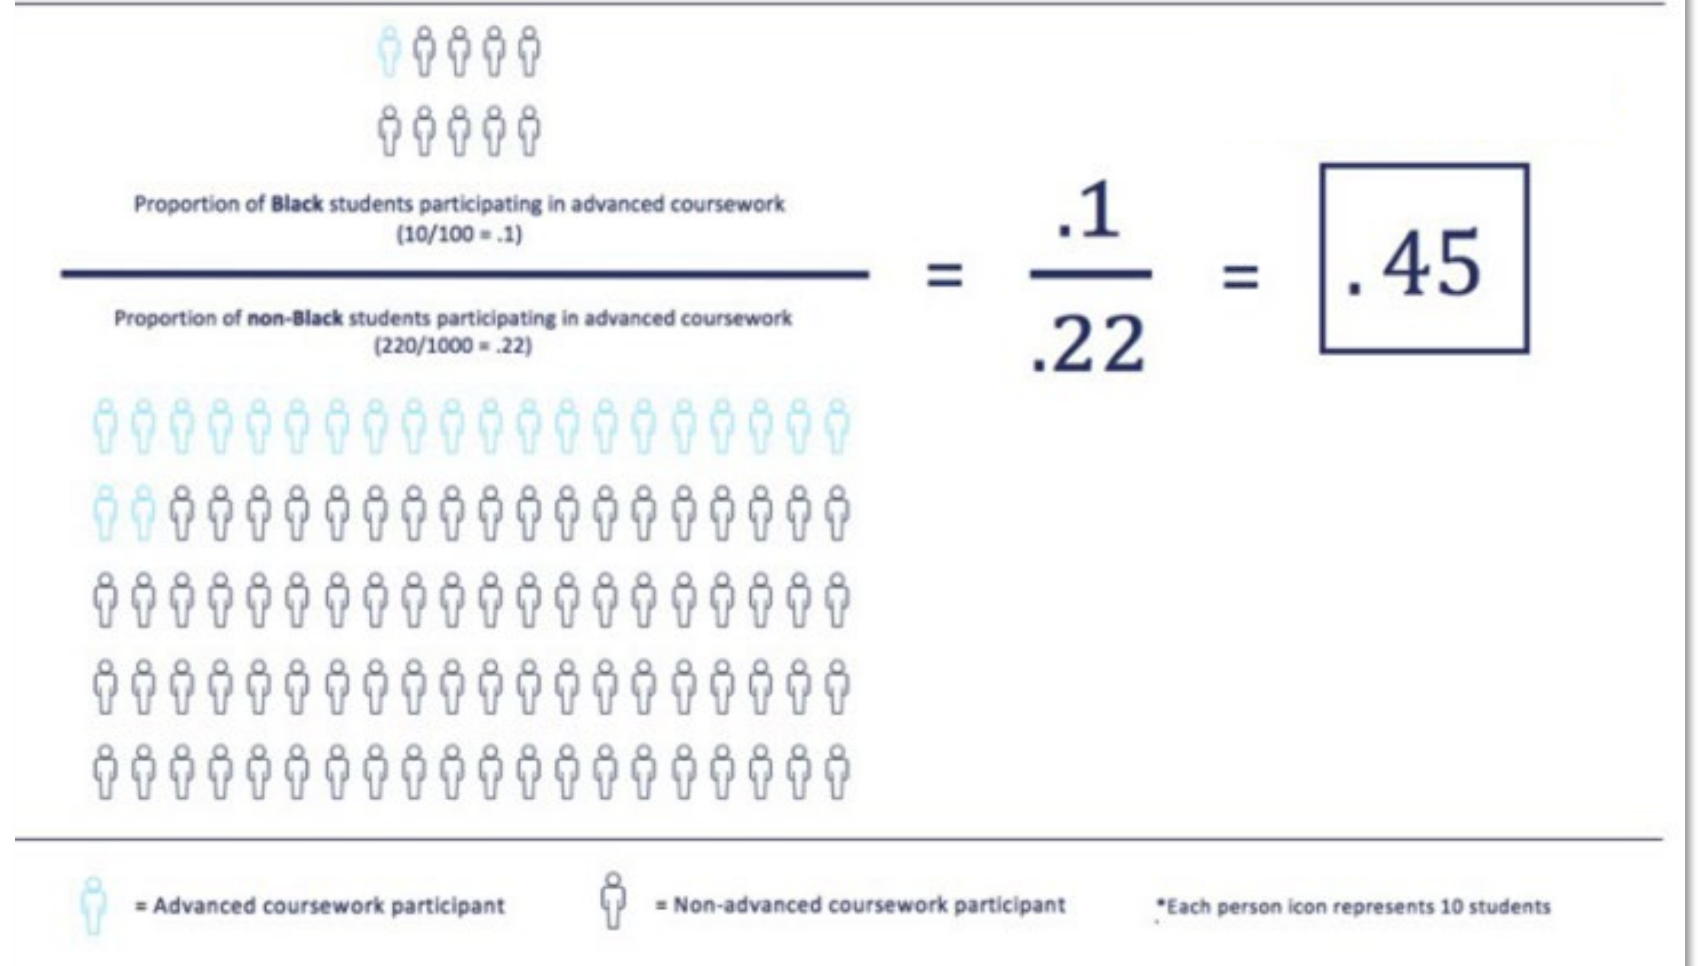 Proportion of Black students participating in advanced coursework
(10/100 = .1)
Proportion of non-Black students participating in advanced coursework
(220/1000 = .22)
=
.1
.22
=
.45
= Advanced coursework participant
= Non-advanced coursework participant
*Each person icon represents 10 students